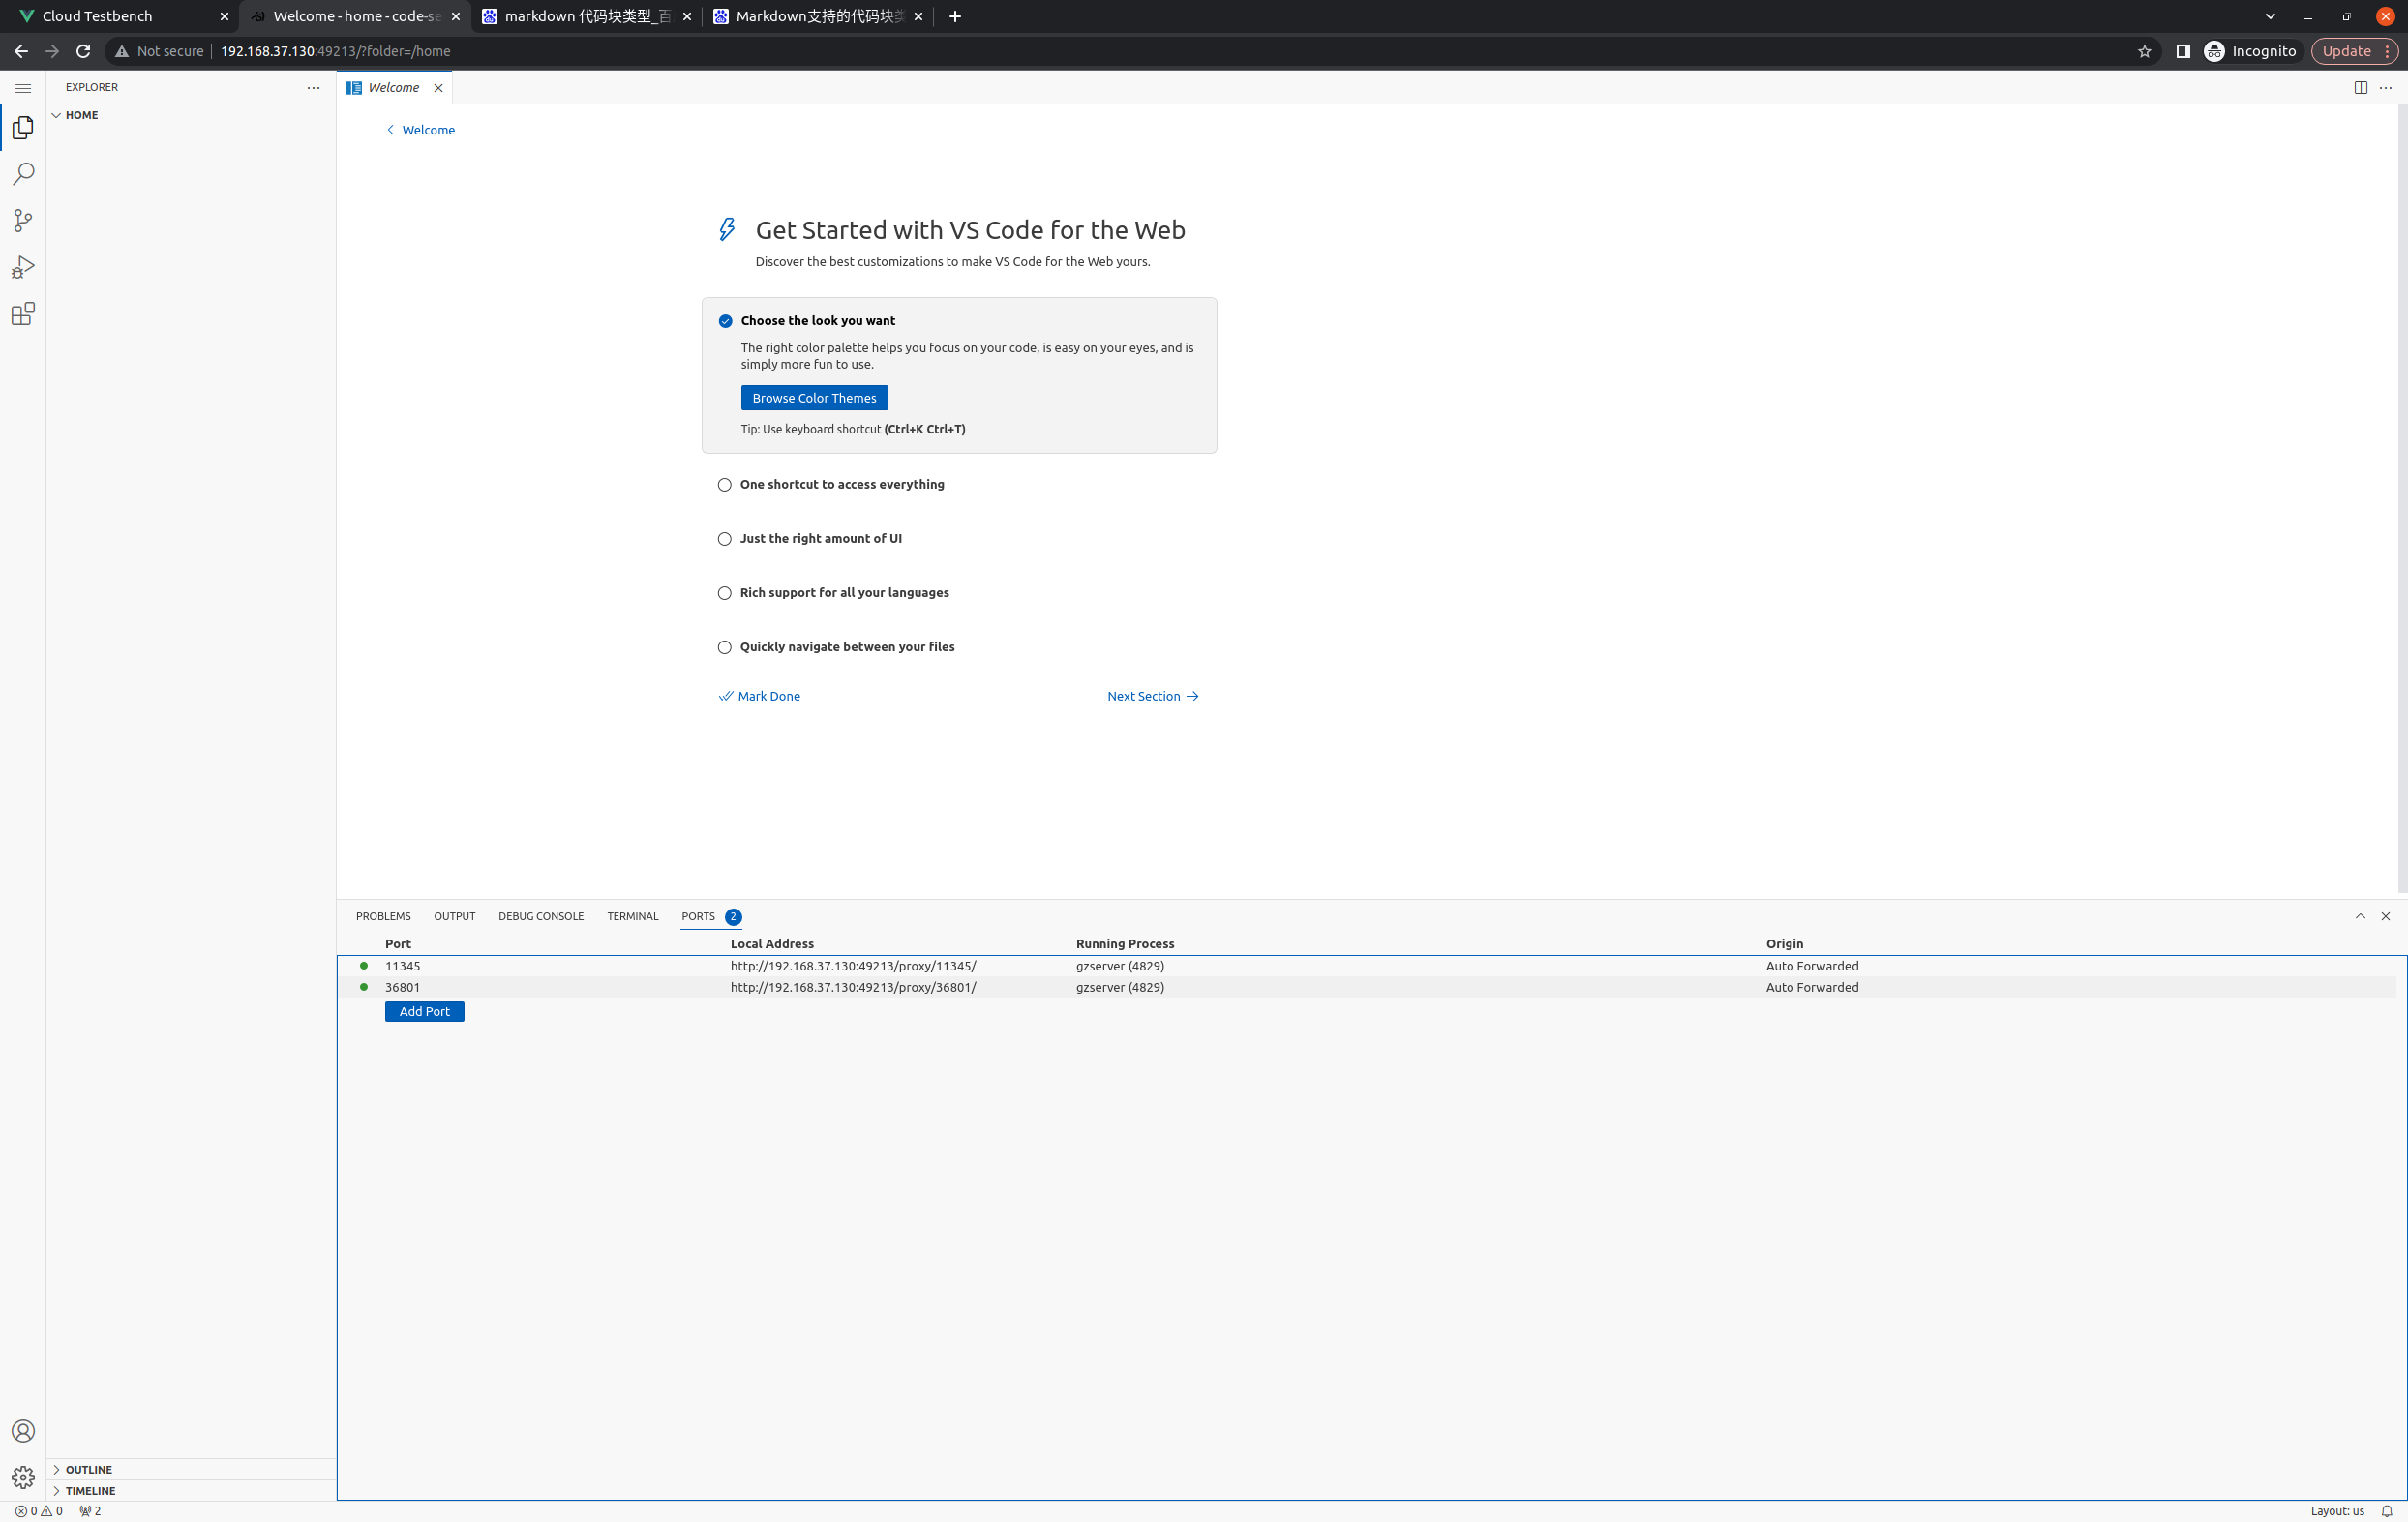 Cloud Testbench
Welcome - home - code-se
markdown 代码块类型_百
Markdown支持的代码块类
Not secure
192.168.37.130:49213/?folder=/home
Incognito
Update
EXPLORER
HOME
Welcome
Welcome
Get Started with VS Code for the Web
Discover the best customizations to make VS Code for the Web yours.
Choose the look you want
The right color palette helps you focus on your code, is easy on your eyes, and is
simply more fun to use.
Browse Color Themes
Tip: Use keyboard shortcut (Ctrl+K Ctrl+T)
One shortcut to access everything
Just the right amount of UI
Rich support for all your languages
Quickly navigate between your files
Mark Done
Next Section
PROBLEMS
OUTPUT
DEBUG CONSOLE
TERMINAL
PORTS 2
Port Local Address Running Process Origin
11345 http://192.168.37.130:49213/proxy/11345/ gzserver (4829) Auto Forwarded
36801 http://192.168.37.130:49213/proxy/36801/ gzserver (4829) Auto Forwarded
Add Port
OUTLINE
TIMELINE
0 0 2
Layout: us